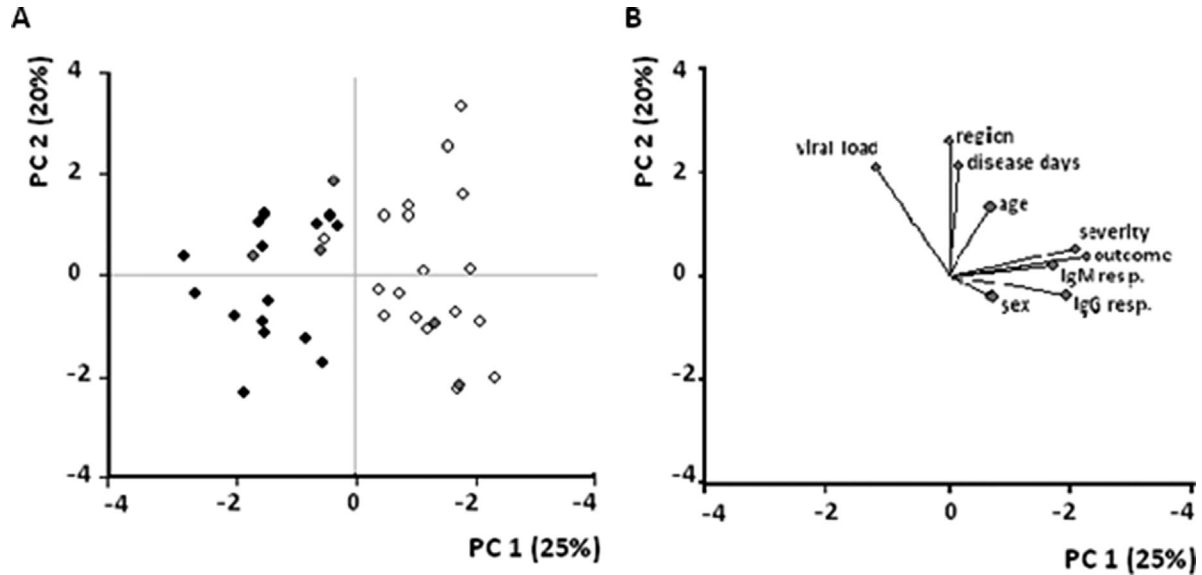 A
PC 2 (20%)
4
2
0
-2
-4
-4
-2
0
-2
-4
PC 1 (25%)
B
PC 2 (20%)
4
2
0
-2
-4
viral load
region
disease days
age
severity
outcome
IgM resp.
IgG resp.
sex
-4
-2
0
-2
-4
PC 1 (25%)